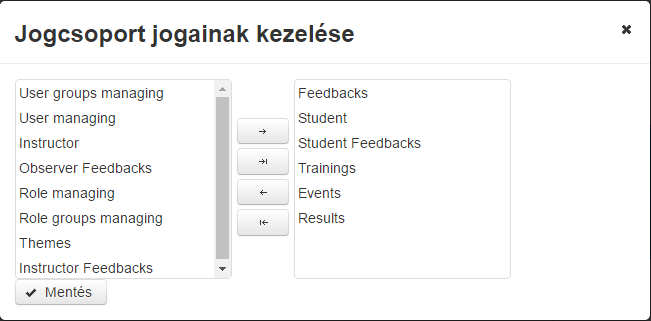 Jogcsoport jogainak kezelése
User groups managing
User managing
Instructor
Observer Feedbacks
Role managing
Role groups managing
Themes
Instructor Feedbacks
Feedbacks
Student
Student Feedbacks
Trainings
Events
Results
Mentés